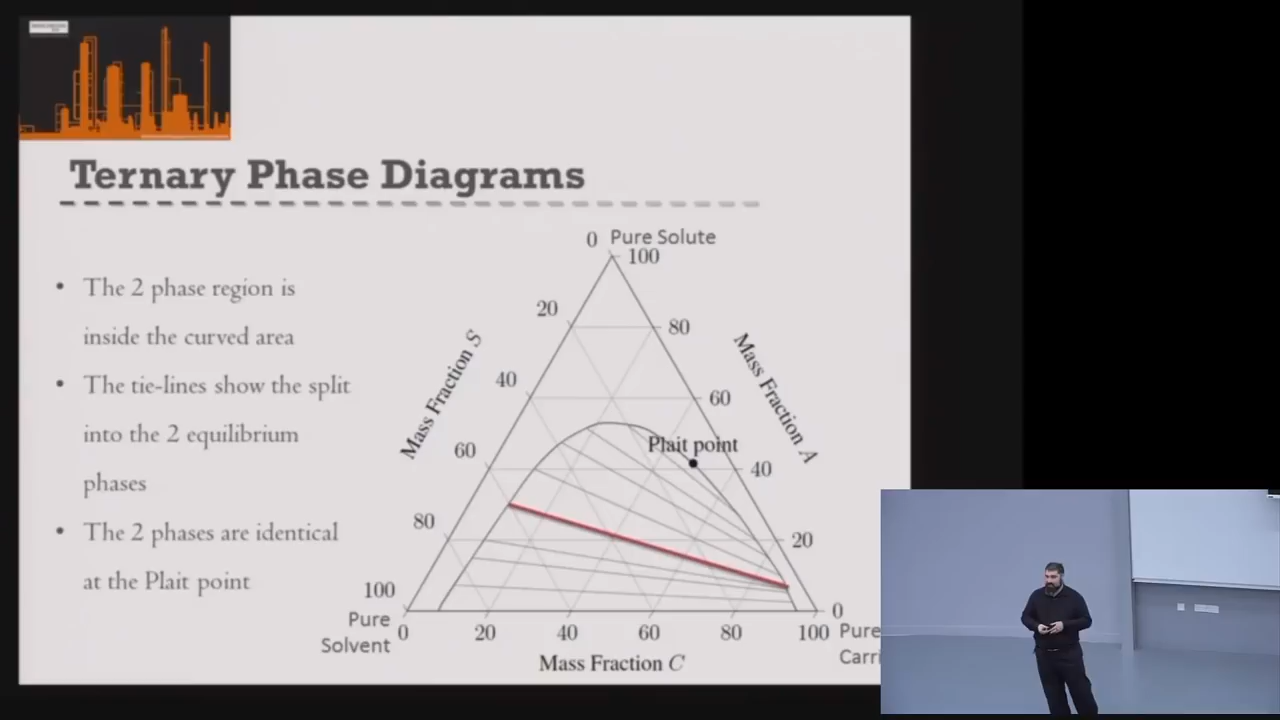 Ternary Phase Diagrams
• The 2 phase region is
inside the curved area
• The tie-lines show the split
into the 2 equilibrium
phases
• The 2 phases are identical
at the Plait point
0 Pure Solute
100
20
80
40
60
60
40
80
20
100
0
Mass Fraction S
Mass Fraction A
Plait point
Pure
Solvent
0 20 40 60 80 100
Pure
Carri
Mass Fraction C